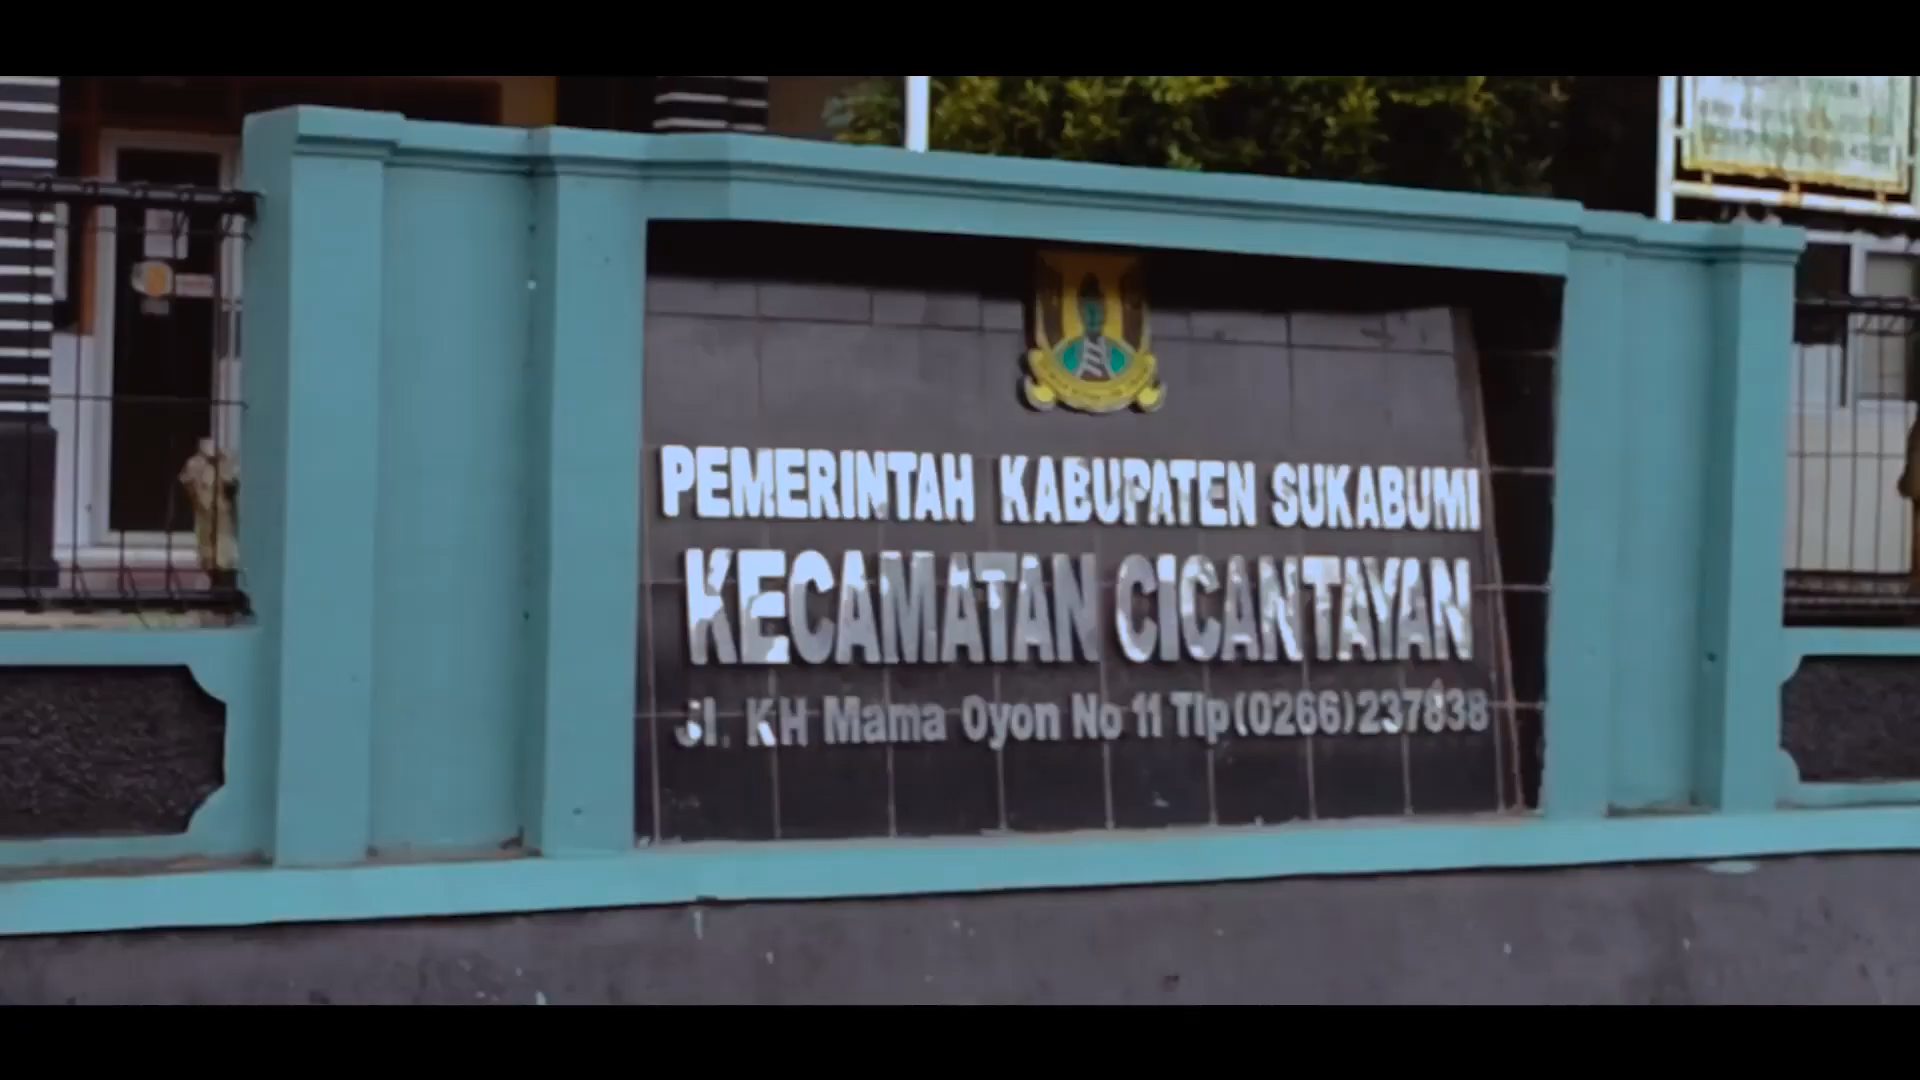 PEMERINTAH KABUPATEN SUKABUMI
KECAMATAN CICANTAYAN
Jl. KH Mama Oyon No 11 Tlp (0266) 237838